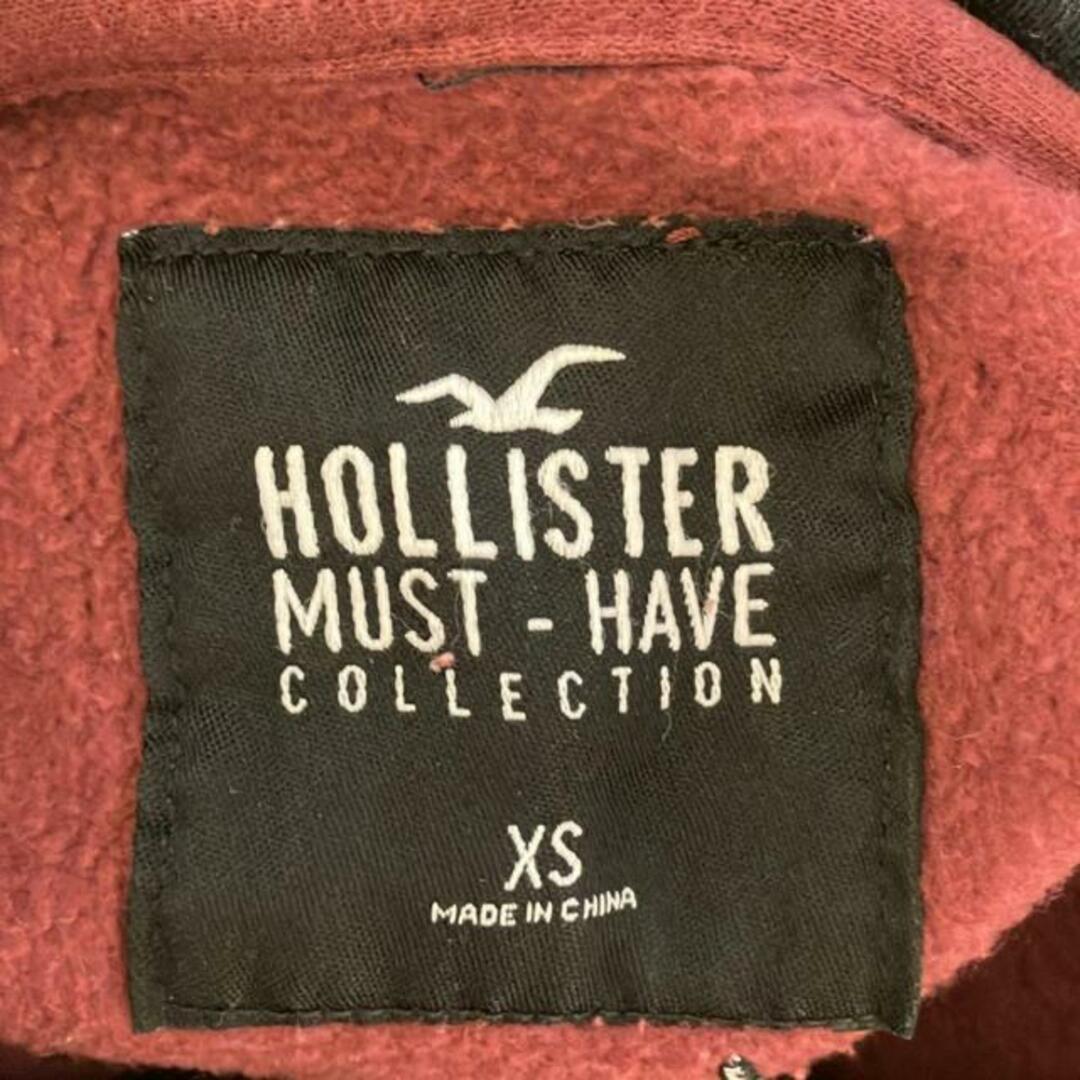 HOLLISTER
MUST - HAVE
COLLECTION
XS
MADE IN CHINA